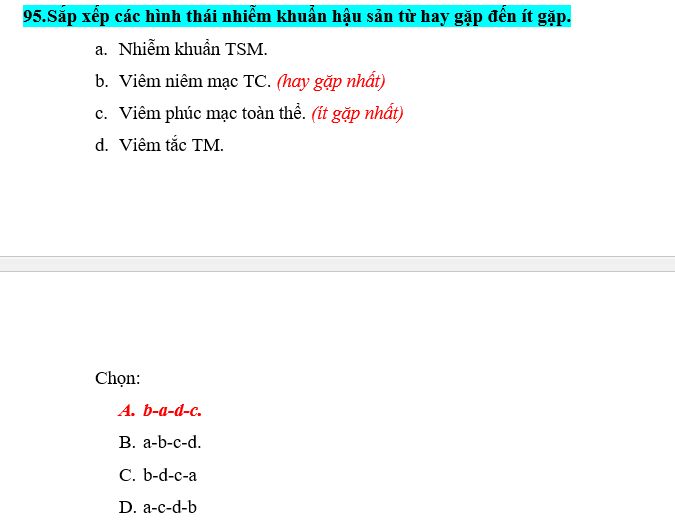 95.Sắp xếp các hình thái nhiễm khuẩn hậu sản từ hay gặp đến ít gặp.
a. Nhiễm khuẩn TSM.
b. Viêm niêm mạc TC. (hay gặp nhất)
c. Viêm phúc mạc toàn thể. (ít gặp nhất)
d. Viêm tắc TM.
Chọn:
A. b-a-d-c.
B. a-b-c-d.
C. b-d-c-a
D. a-c-d-b